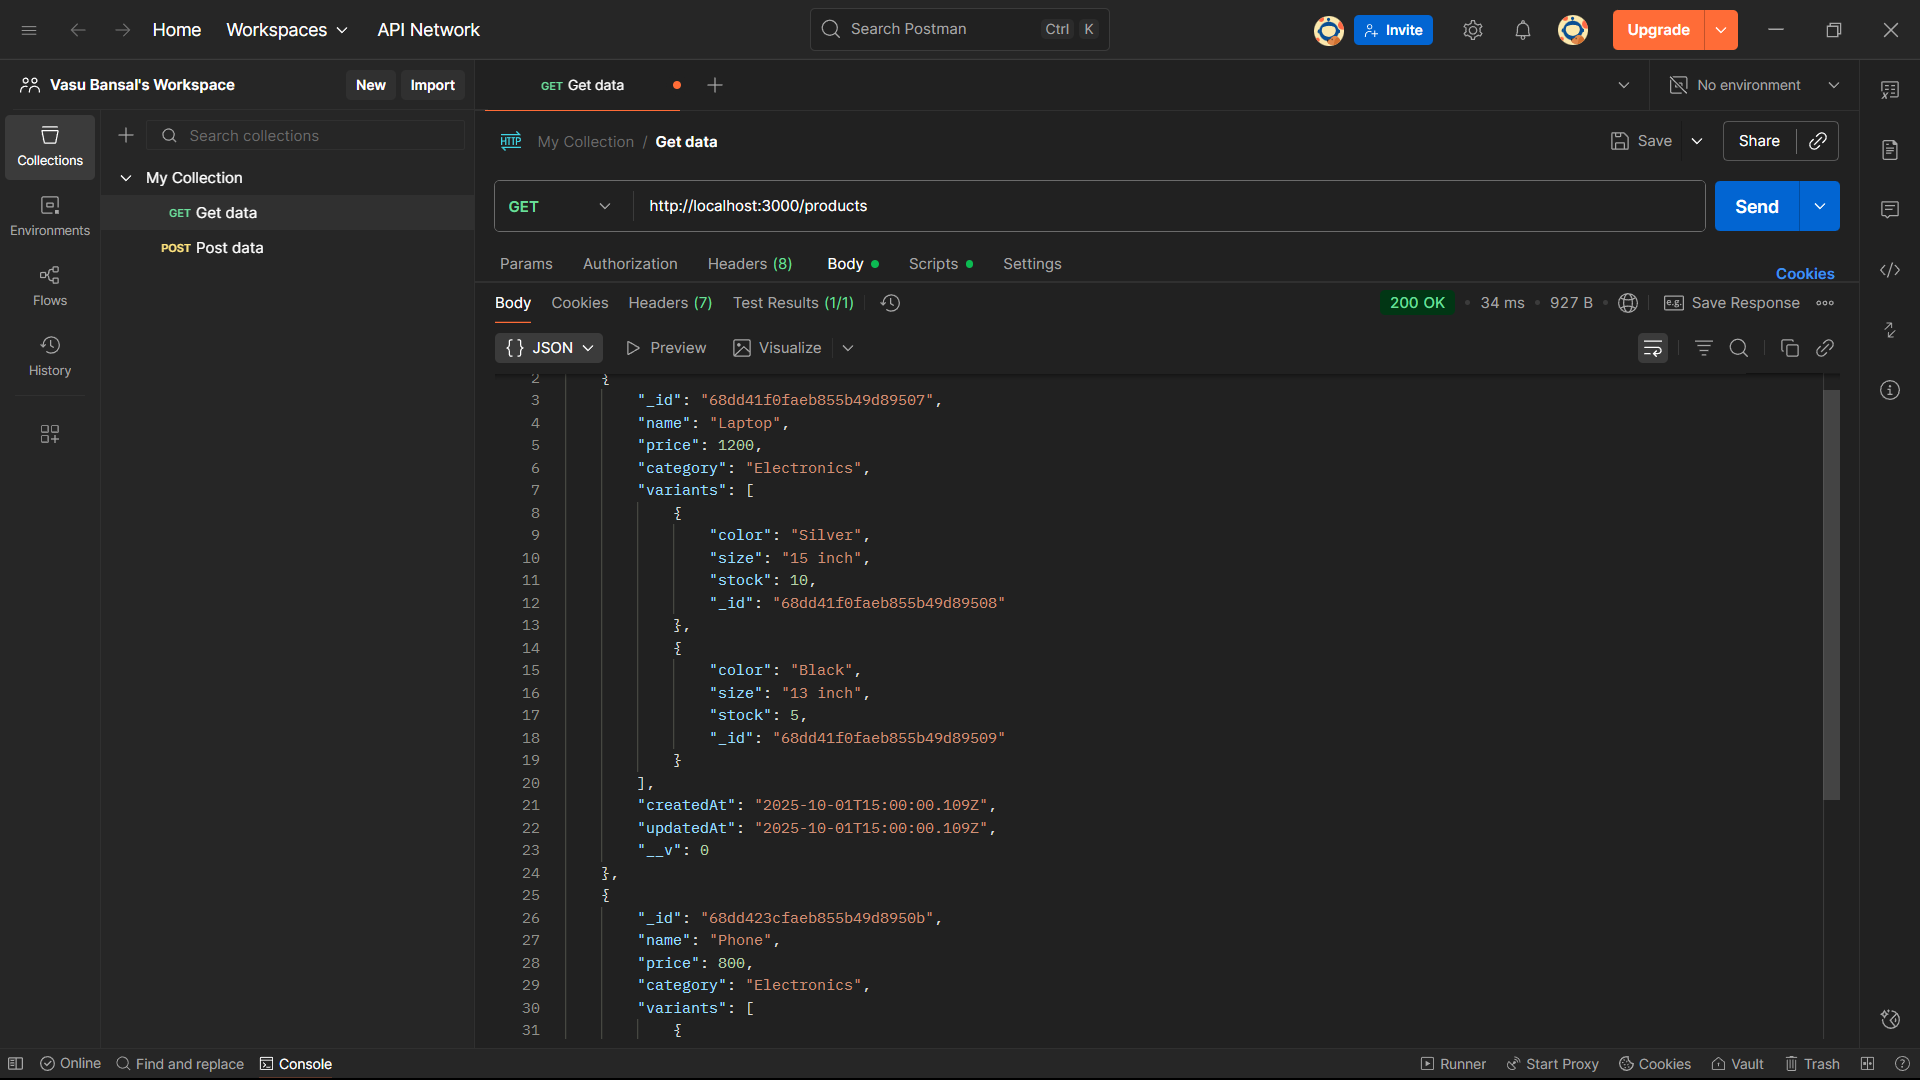 Home Workspaces API Network Search Postman Ctrl K Invite Upgrade
Vasu Bansal's Workspace New Import GET Get data No environment
Collections
Environments
Flows
History
Search collections
My Collection
GET Get data
POST Post data
HTTP My Collection / Get data Save Share
GET http://localhost:3000/products Send
Params Authorization Headers (8) Body Scripts Settings Cookies
Body Cookies Headers (7) Test Results (1/1) 200 OK 34 ms 927 B e.g. Save Response
{} JSON Preview Visualize
2 {
3 "_id": "68dd41f0faeb855b49d89507",
4 "name": "Laptop",
5 "price": 1200,
6 "category": "Electronics",
7 "variants": [
8 {
9 "color": "Silver",
10 "size": "15 inch",
11 "stock": 10,
12 "_id": "68dd41f0faeb855b49d89508"
13 },
14 {
15 "color": "Black",
16 "size": "13 inch",
17 "stock": 5,
18 "_id": "68dd41f0faeb855b49d89509"
19 }
20 ],
21 "createdAt": "2025-10-01T15:00:00.109Z",
22 "updatedAt": "2025-10-01T15:00:00.109Z",
23 "__v": 0
24 },
25 {
26 "_id": "68dd423cfaeb855b49d8950b",
27 "name": "Phone",
28 "price": 800,
29 "category": "Electronics",
30 "variants": [
31 {
Online Find and replace Console Runner Start Proxy Cookies Vault Trash